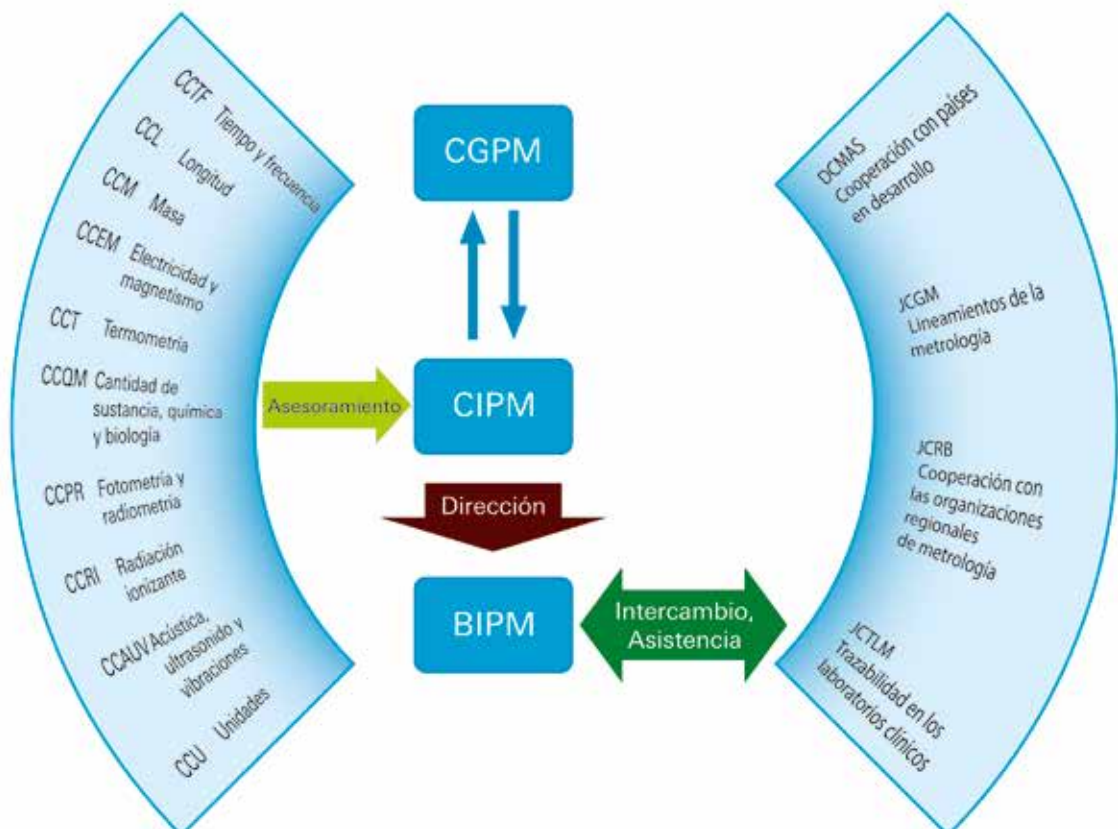 CCTF Tiempo y frecuencia
CCL Longitud
CCM Masa
CCEM Electricidad y
magnetismo
CCT Termometría
CCQM Cantidad de
sustancia, química
y biología
CCPR Fotometría y
radiometría
CCRI Radiación
ionizante
CCAUV Acústica,
ultrasonido y
vibraciones
CCU Unidades
Asesoramiento
CGPM
CIPM
Dirección
BIPM
Intercambio,
Asistencia
DCMAS
Cooperación con países
en desarrollo
JCGM
Lineamientos de la
metrología
JCRB
Cooperación con
las organizaciones
regionales
de metrología
JCTLM
Trazabilidad en los
laboratorios clínicos